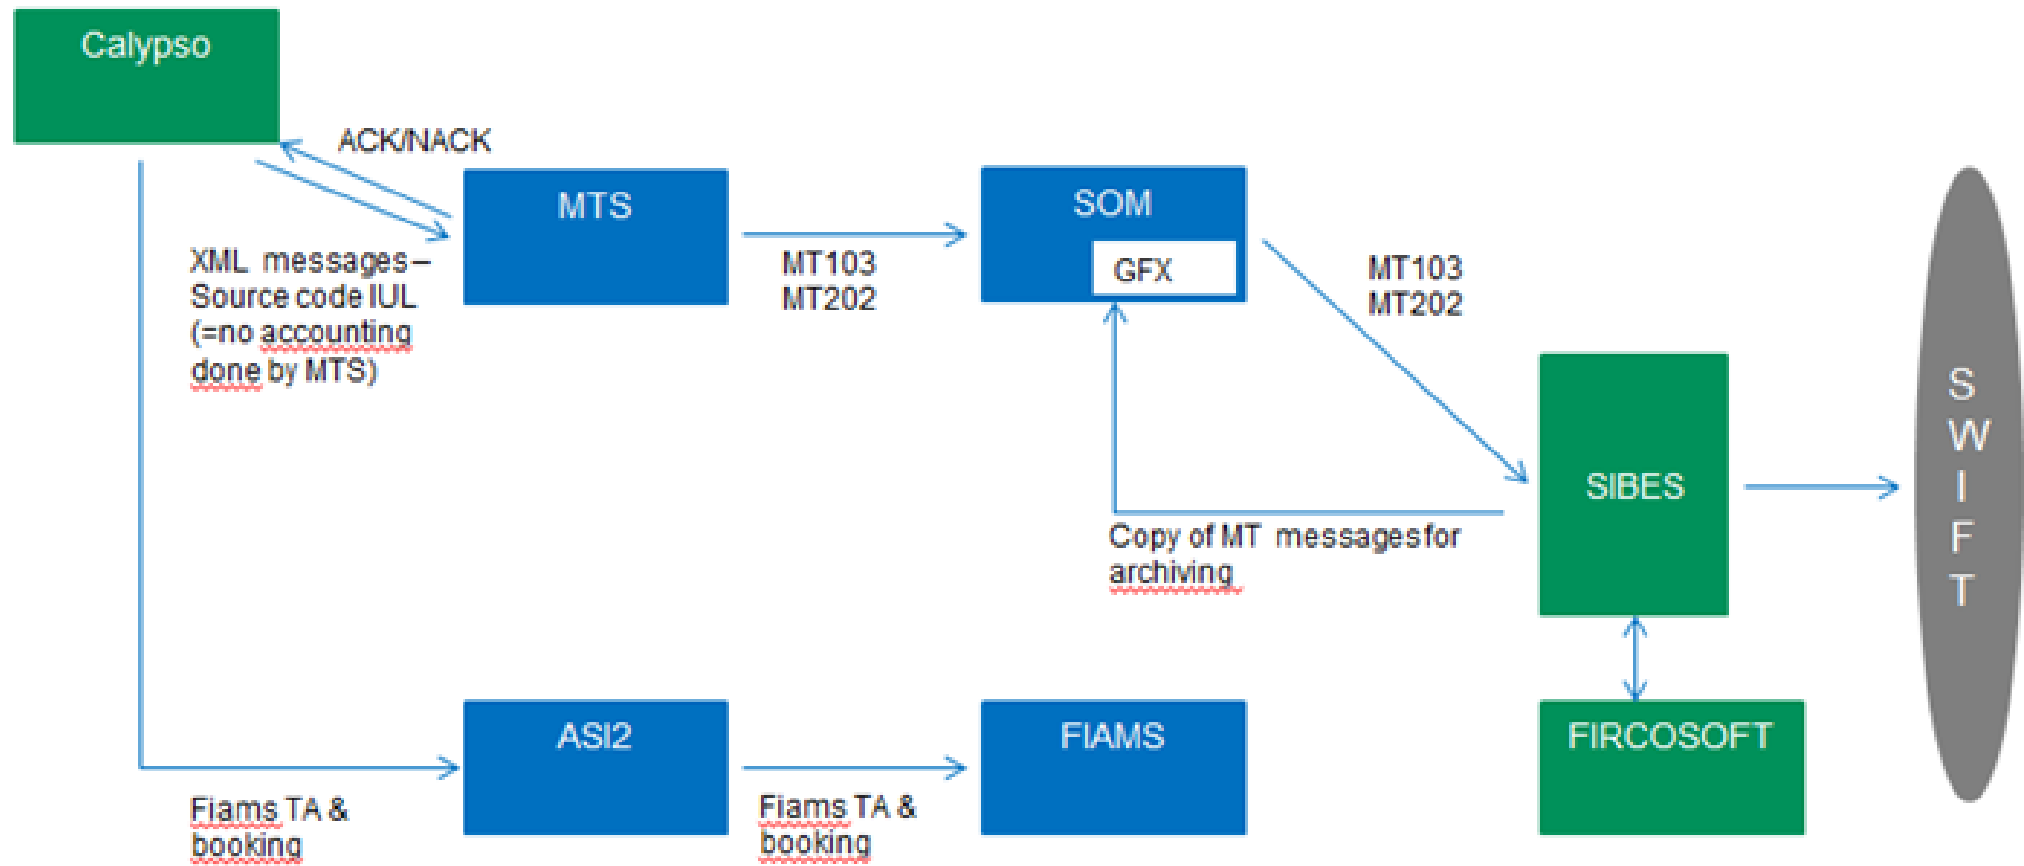 Calypso
ACK/NACK
MTS
SOM
GFX
XML messages –
Source code IUL
(=no accounting
done by MTS)
MT103
MT202
MT103
MT202
SIBES
S
W
I
F
T
Copy of MT messages for
archiving
ASI2
FIAMS
FIRCOSOFT
Fiams TA &
booking
Fiams TA &
booking